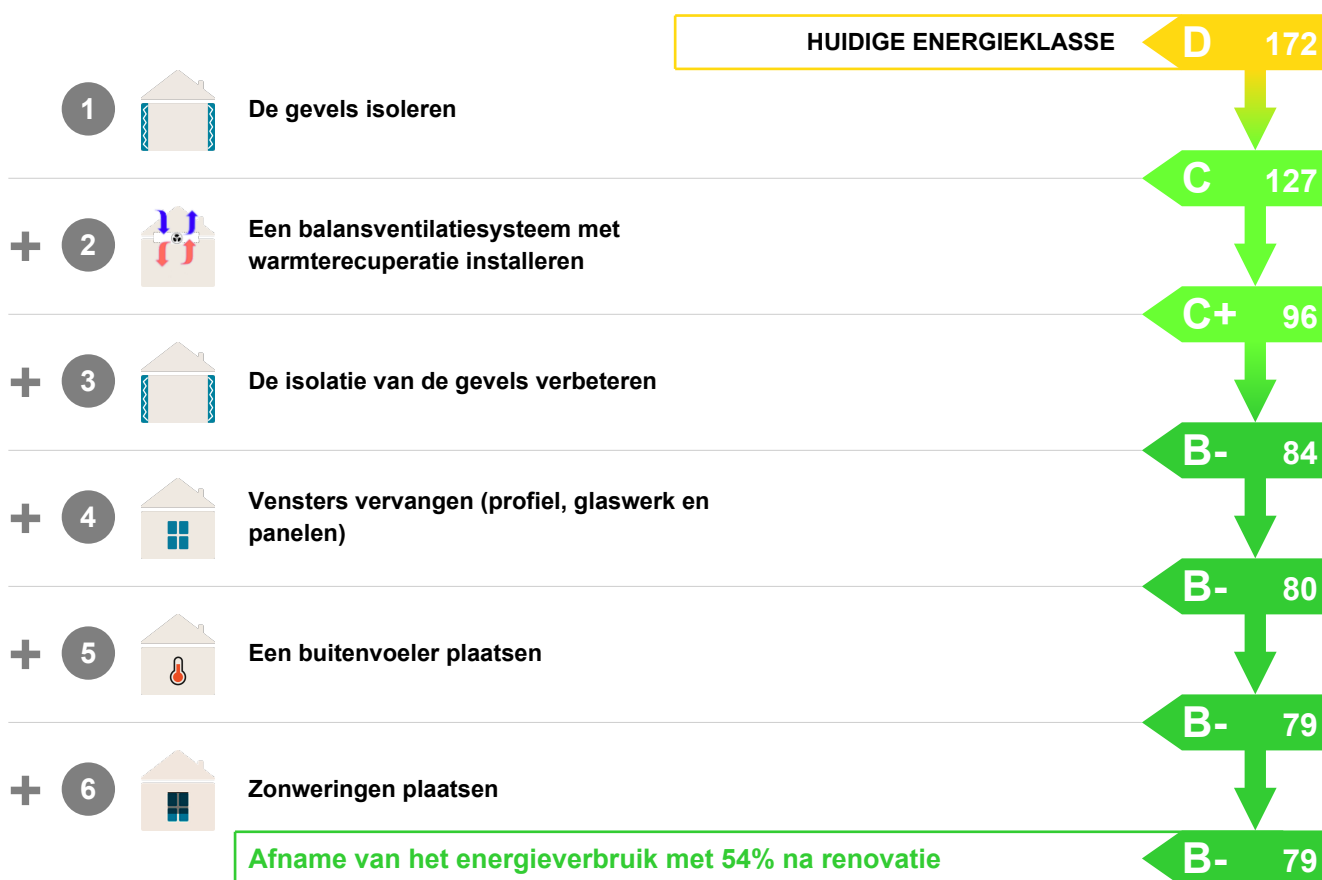 HUIDIGE ENERGIEKLASSE D 172
1 De gevels isoleren
C 127
+ 2 Een balansventilatiesysteem met
warmterecuperatie installeren
C+ 96
+ 3 De isolatie van de gevels verbeteren
B- 84
+ 4 Vensters vervangen (profiel, glaswerk en
panelen)
B- 80
+ 5 Een buitenvoeler plaatsen
B- 79
+ 6 Zonweringen plaatsen
Afname van het energieverbruik met 54% na renovatie B- 79